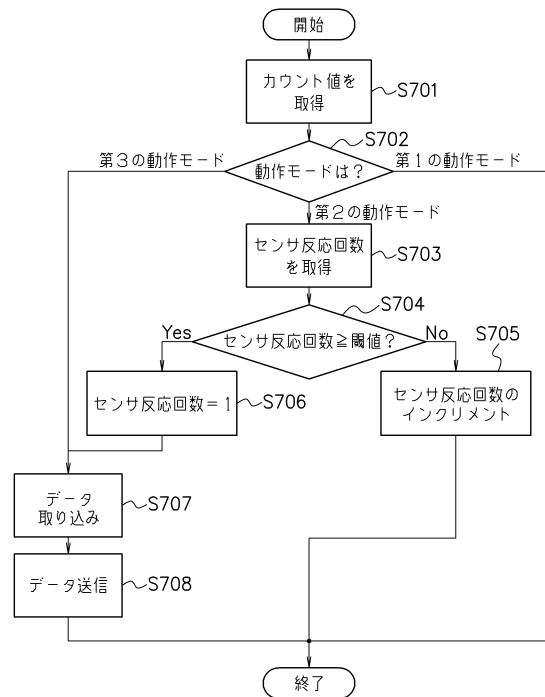 開始
カウント値を
取得
S701
S702
動作モードは?
第3の動作モード
第1の動作モード
第2の動作モード
センサ反応回数
を取得
S703
S704
センサ反応回数≧閾値?
Yes
No
S705
センサ反応回数=1
S706
センサ反応回数の
インクリメント
データ
取り込み
S707
データ送信
S708
終了